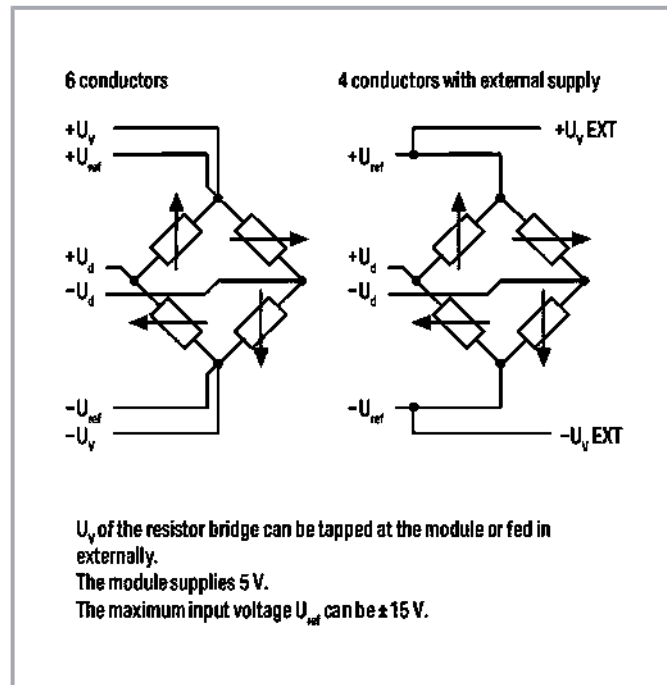 6 conductors
4 conductors with external supply
+Uv
+Uref
+Ud
−Ud
−Uref
−Uv
+Uv EXT
+Uref
+Ud
−Ud
−Uref
−Uv EXT
Uv of the resistor bridge can be tapped at the module or fed in
externally.
The module supplies 5 V.
The maximum input voltage Uref can be ± 15 V.